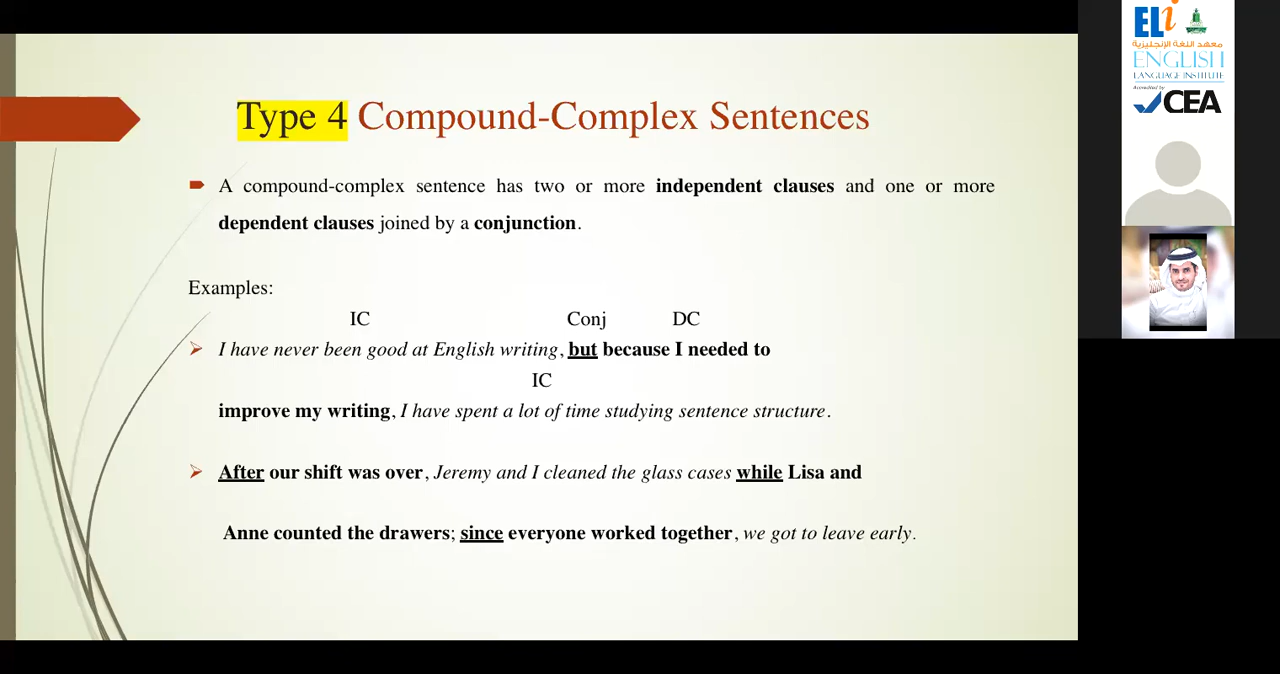 Type 4 Compound-Complex Sentences
A compound-complex sentence has two or more independent clauses and one or more
dependent clauses joined by a conjunction.
Examples:
IC Conj DC
I have never been good at English writing, but because I needed to
IC
improve my writing, I have spent a lot of time studying sentence structure.
After our shift was over, Jeremy and I cleaned the glass cases while Lisa and
Anne counted the drawers; since everyone worked together, we got to leave early.
ELi
معهد اللغة الإنجليزية
ENGLISH
LANGUAGE INSTITUTE
Accredited by
CEA